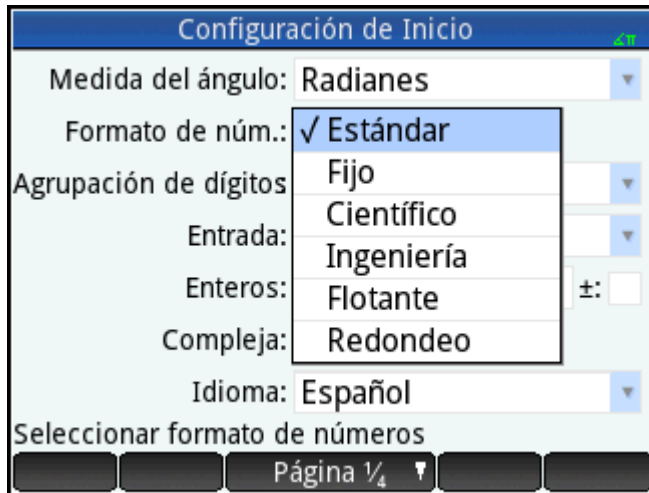 Configuración de Inicio
∡π
Medida del ángulo: Radianes
Formato de núm.: √ Estándar
Fijo
Agrupación de dígitos
Científico
Entrada:
Ingeniería
Enteros: ±:
Flotante
Compleja:
Redondeo
Idioma: Español
Seleccionar formato de números
Página 1/4